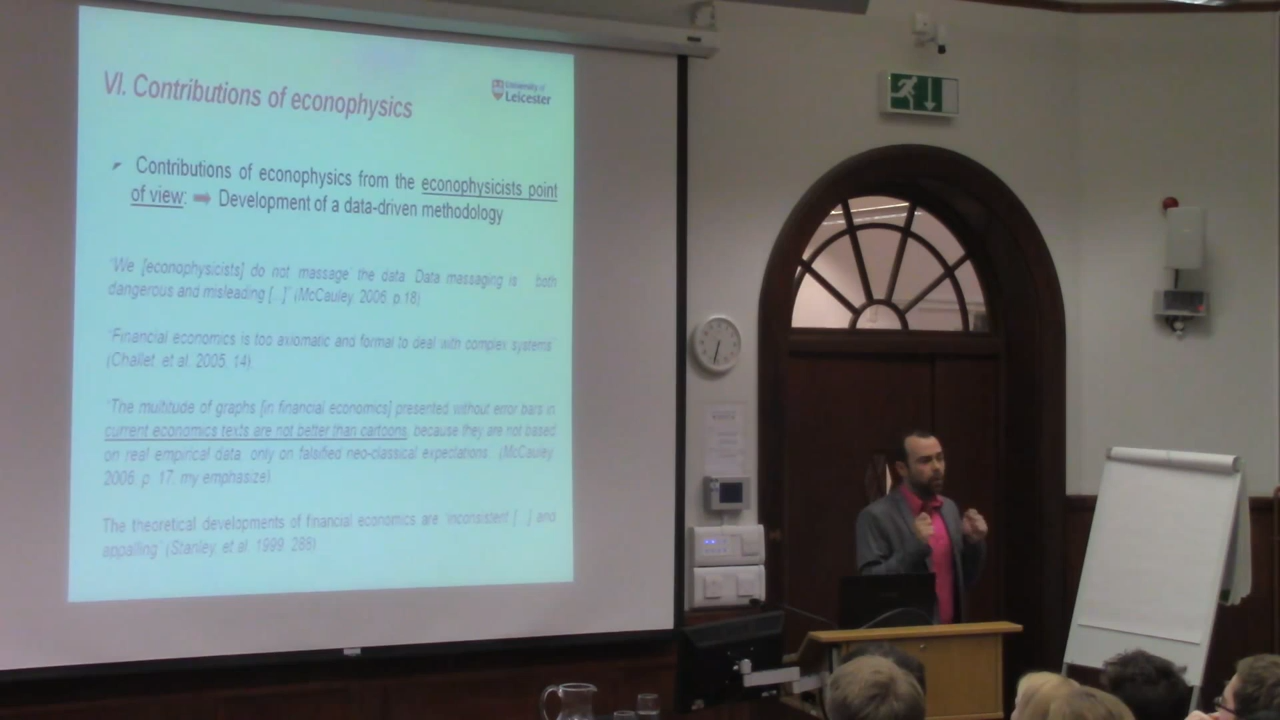 VI. Contributions of econophysics
University of
Leicester
Contributions of econophysics from the econophysicists point
of view: ➡ Development of a data-driven methodology
"We [econophysicists] do not 'massage' the data. Data massaging is both
dangerous and misleading [...]" (McCauley, 2006, p.18)
"Financial economics is too axiomatic and formal to deal with complex systems"
(Challet, et al. 2005, 14)
"The multitude of graphs [in financial economics] presented without error bars in
current economics texts are not better than cartoons, because they are not based
on real empirical data, only on falsified neo-classical expectations. (McCauley,
2006, p. 17, my emphasize)
The theoretical developments of financial economics are "inconsistent [...] and
appalling" (Stanley, et al. 1999, 288)